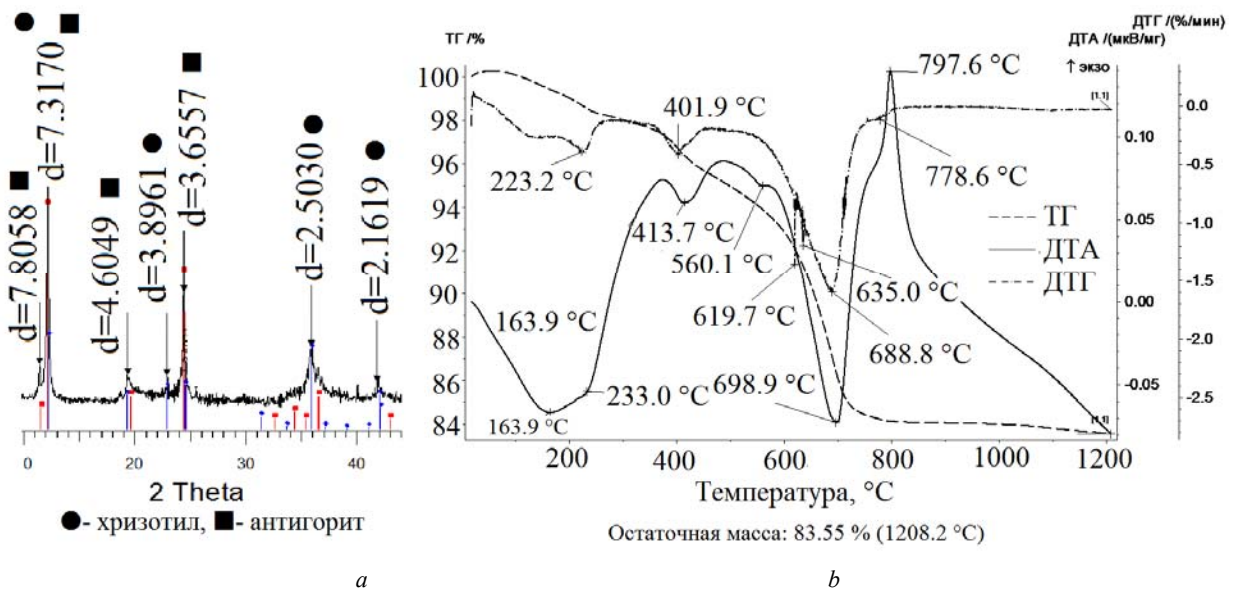 d=7.8058
d=7.3170
d=4.6049
d=3.8961
d=3.6557
d=2.5030
d=2.1619
0 20 30 40
2 Theta
●- хризотил, ■- антигорит
a
ТГ /%
ДТГ /(%/мин)
ДТА /(мкВ/мг)
↑ экзо
[1.1]
100
98
96
94
92
90
88
86
84
797.6 °C
401.9 °C
223.2 °C
778.6 °C
413.7 °C
560.1 °C
635.0 °C
619.7 °C
163.9 °C
688.8 °C
698.9 °C
233.0 °C
163.9 °C
ТГ
ДТА
ДТГ
0.10
0.05
0.00
-0.05
0.0
-0.5
-1.0
-1.5
-2.0
-2.5
[1.1]
200 400 600 800 1000 1200
Температура, °C
Остаточная масса: 83.55 % (1208.2 °C)
b